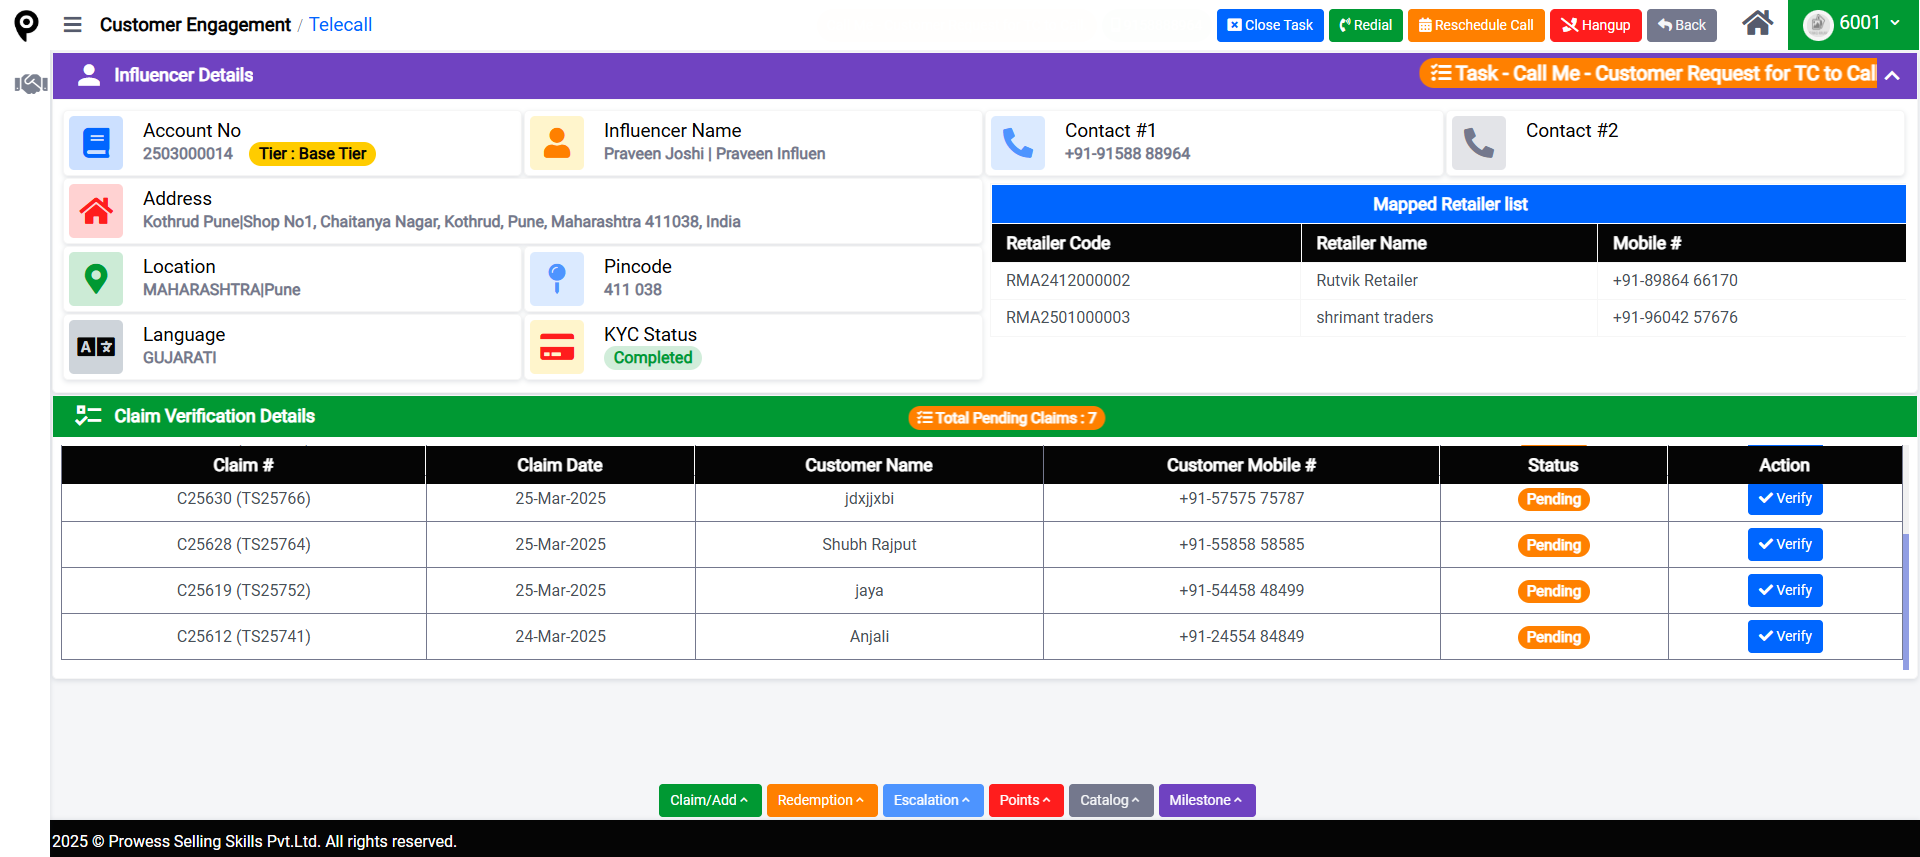 Customer Engagement / Telecall
Close Task
Redial
Reschedule Call
Hangup
Back
6001
Influencer Details
Task - Call Me - Customer Request for TC to Call
Account No
2503000014
Tier : Base Tier
Influencer Name
Praveen Joshi | Praveen Influen
Contact #1
+91-91588 88964
Contact #2
Address
Kothrud Pune|Shop No1, Chaitanya Nagar, Kothrud, Pune, Maharashtra 411038, India
Location
MAHARASHTRA|Pune
Pincode
411 038
Language
GUJARATI
KYC Status
Completed
Mapped Retailer list
Retailer Code Retailer Name Mobile #
RMA2412000002 Rutvik Retailer +91-89864 66170
RMA2501000003 shrimant traders +91-96042 57676
Claim Verification Details
Total Pending Claims : 7
Claim # Claim Date Customer Name Customer Mobile # Status Action
C25630 (TS25766) 25-Mar-2025 jdxjjxbi +91-57575 75787 Pending Verify
C25628 (TS25764) 25-Mar-2025 Shubh Rajput +91-55858 58585 Pending Verify
C25619 (TS25752) 25-Mar-2025 jaya +91-54458 48499 Pending Verify
C25612 (TS25741) 24-Mar-2025 Anjali +91-24554 84849 Pending Verify
Claim/Add
Redemption
Escalation
Points
Catalog
Milestone
2025 © Prowess Selling Skills Pvt.Ltd. All rights reserved.